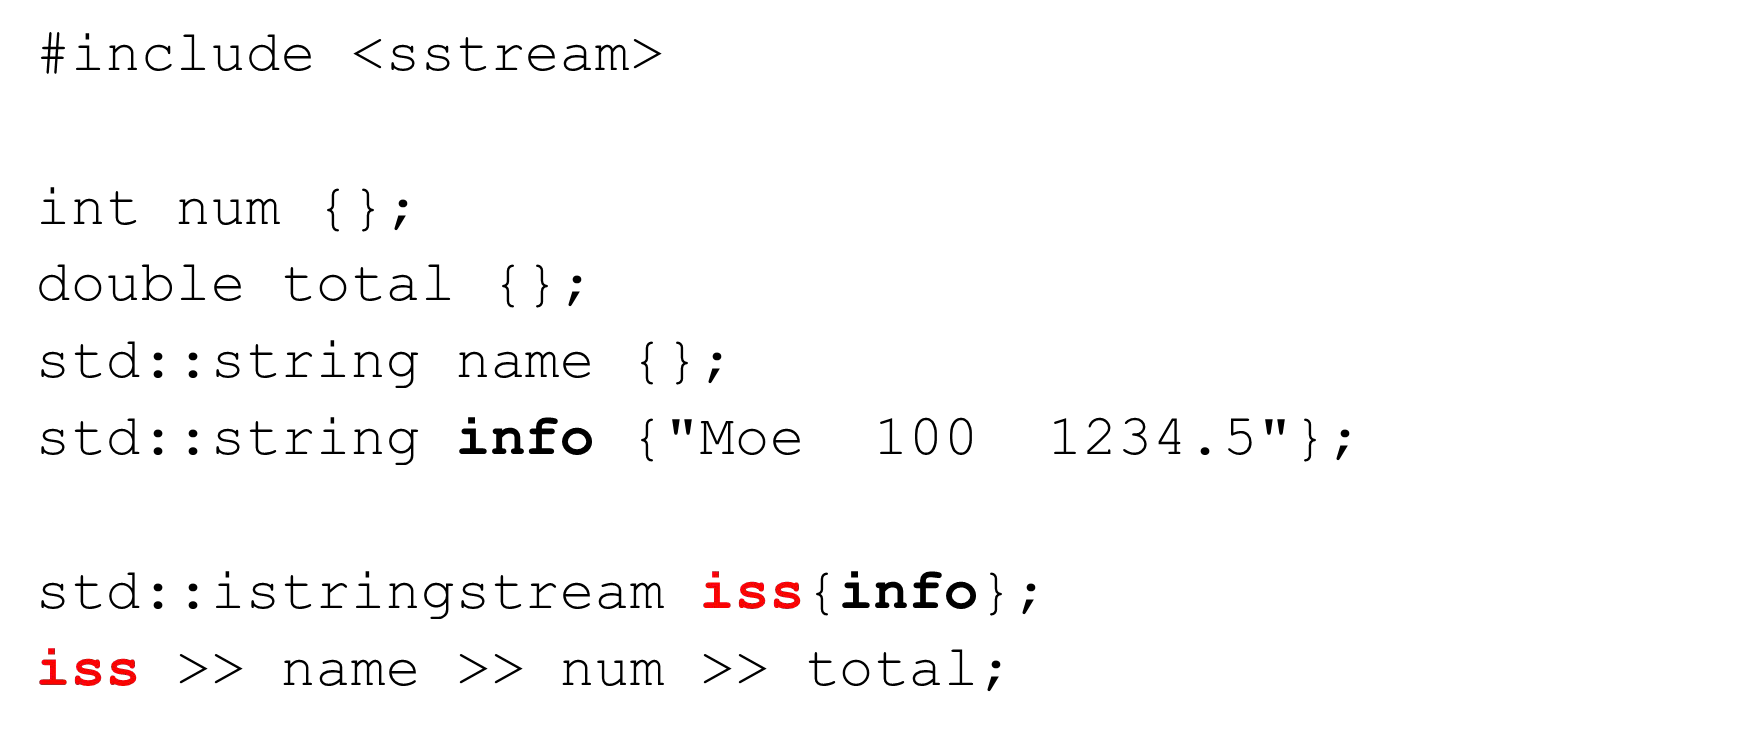 #include <sstream>
int num {};
double total {};
std::string name {};
std::string info {"Moe  100  1234.5"};
std::istringstream iss{info};
iss >> name >> num >> total;